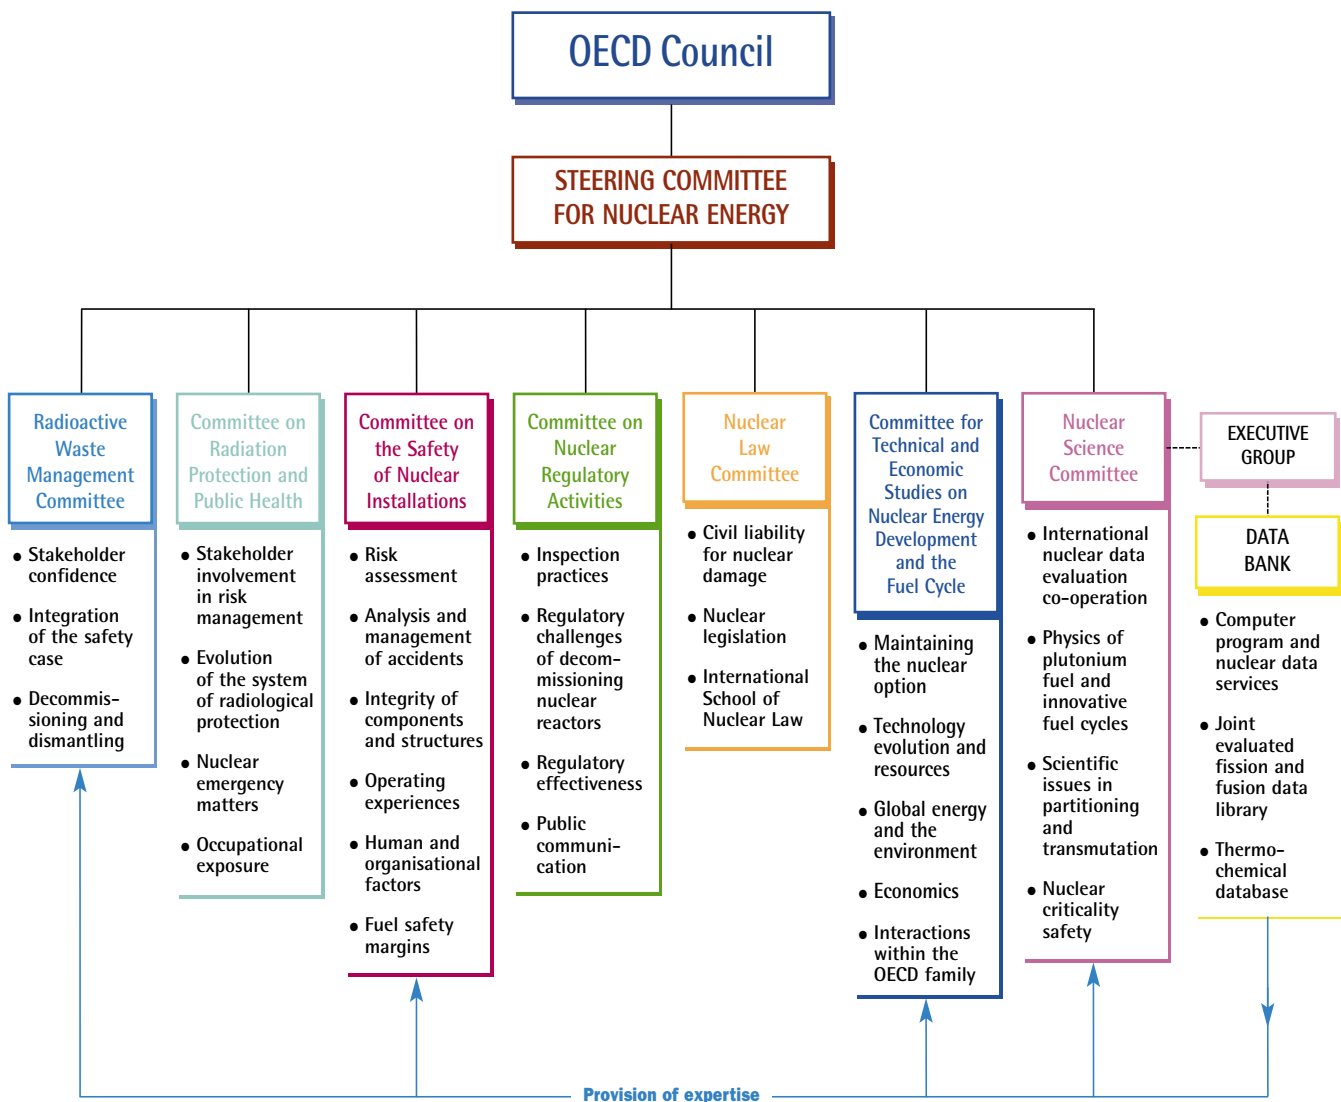 OECD Council
STEERING COMMITTEE
FOR NUCLEAR ENERGY
Radioactive
Waste
Management
Committee
• Stakeholder
confidence
• Integration
of the safety
case
• Decommis-
sioning and
dismantling
Committee on
Radiation
Protection and
Public Health
• Stakeholder
involvement
in risk
management
• Evolution
of the system
of radiological
protection
• Nuclear
emergency
matters
• Occupational
exposure
Committee on
the Safety
of Nuclear
Installations
• Risk
assessment
• Analysis and
management
of accidents
• Integrity of
components
and structures
• Operating
experiences
• Human and
organisational
factors
• Fuel safety
margins
Committee on
Nuclear
Regulatory
Activities
• Inspection
practices
• Regulatory
challenges
of decom-
missioning
nuclear
reactors
• Regulatory
effectiveness
• Public
communi-
cation
Nuclear
Law
Committee
• Civil liability
for nuclear
damage
• Nuclear
legislation
• International
School of
Nuclear Law
Committee for
Technical and
Economic
Studies on
Nuclear Energy
Development
and the
Fuel Cycle
• Maintaining
the nuclear
option
• Technology
evolution and
resources
• Global energy
and the
environment
• Economics
• Interactions
within the
OECD family
Nuclear
Science
Committee
• International
nuclear data
evaluation
co-operation
• Physics of
plutonium
fuel and
innovative
fuel cycles
• Scientific
issues in
partitioning
and
transmutation
• Nuclear
criticality
safety
EXECUTIVE
GROUP
DATA
BANK
• Computer
program and
nuclear data
services
• Joint
evaluated
fission and
fusion data
library
• Thermo-
chemical
database
Provision of expertise